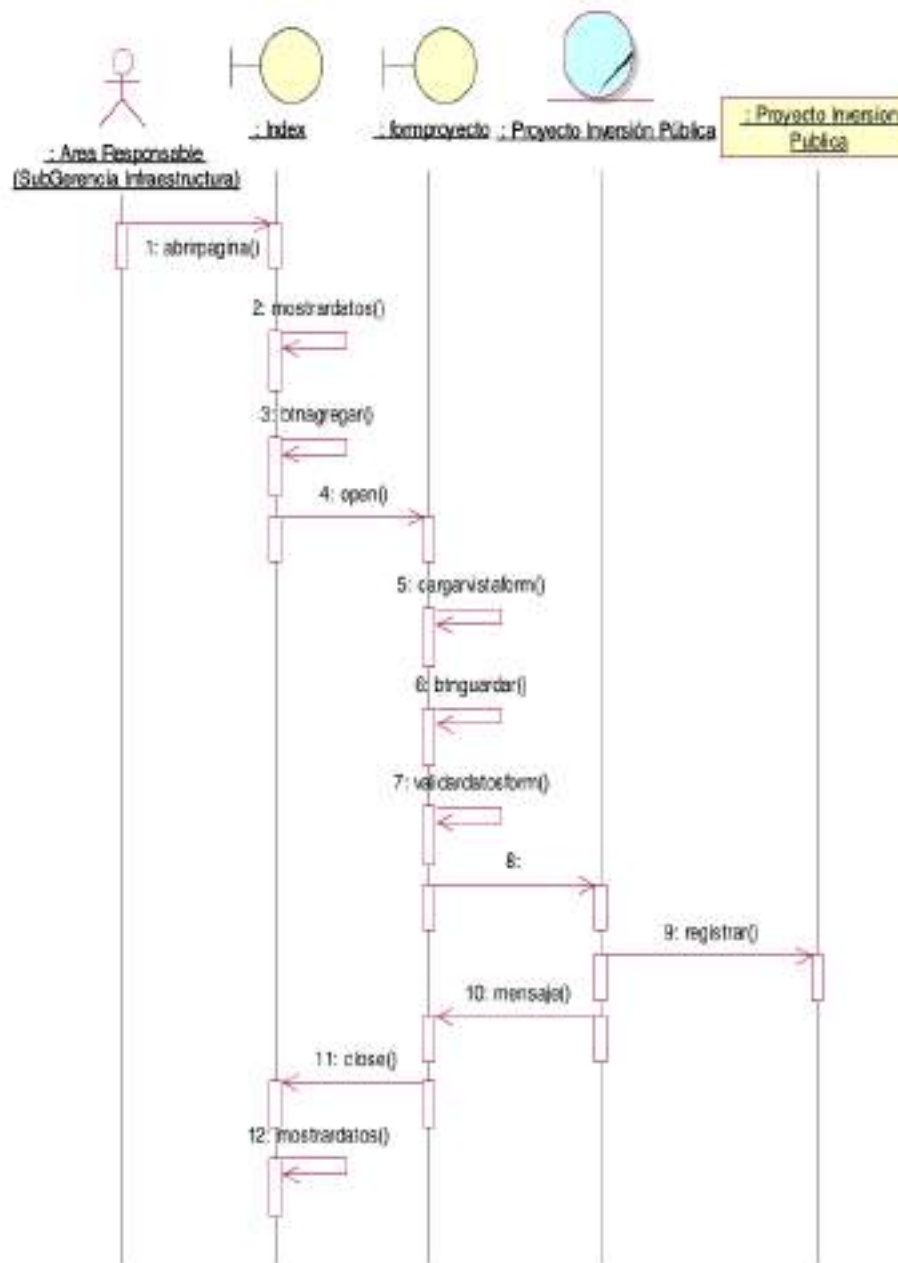 : Area Responsable
(SubGerencia Infraestructura)
: Index
: formproyecto
: Proyecto Inversión Pública
: Proyecto Inversion
Publica
1: abrirpagina()
2: mostrardatos()
3: btnagregar()
4: open()
5: cargarvistaform()
6: btnguardar()
7: validardatosform()
8:
9: registrar()
10: mensaje()
11: close()
12: mostrardatos()